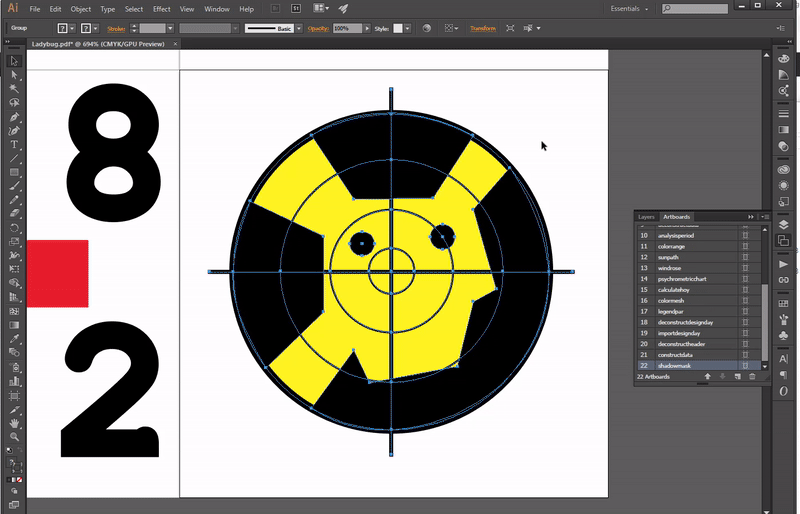 Ai File Edit Object Type Select Effect View Window Help Br St Essentials
Group Stroke: Basic Opacity: 100% Style: Transform
Ladybug.pdf* @ 694% (CMYK/GPU Preview) ×
8
2
Layers Artboards
10 analysisperiod
11 colorrange
12 sunpath
13 windrose
14 psychrometricchart
15 calculatehoy
16 colormesh
17 legendpar
18 deconstructdesignday
19 importdesignday
20 deconstructheader
21 constructdata
22 shadowmask
22 Artboards